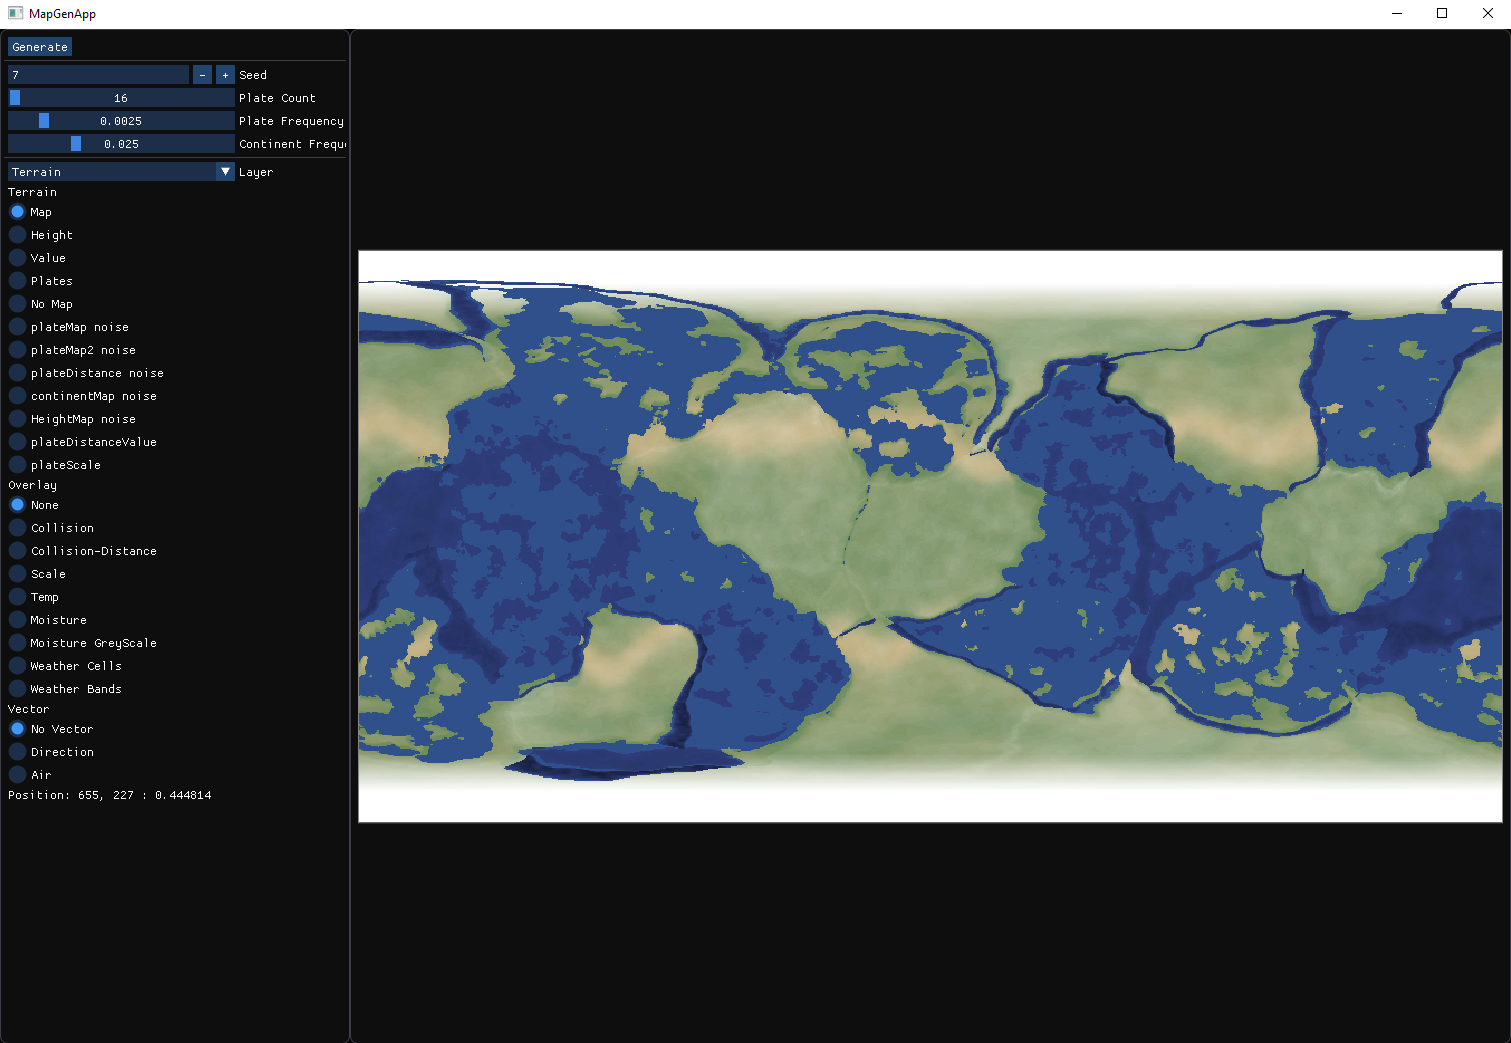 MapGenApp
Generate
7 - + Seed
16 Plate Count
0.0025 Plate Frequency
0.025 Continent Frequ
Terrain Layer
Terrain
Map
Height
Value
Plates
No Map
plateMap noise
plateMap2 noise
plateDistance noise
continentMap noise
HeightMap noise
plateDistanceValue
plateScale
Overlay
None
Collision
Collision-Distance
Scale
Temp
Moisture
Moisture GreyScale
Weather Cells
Weather Bands
Vector
No Vector
Direction
Air
Position: 655, 227 : 0.444814